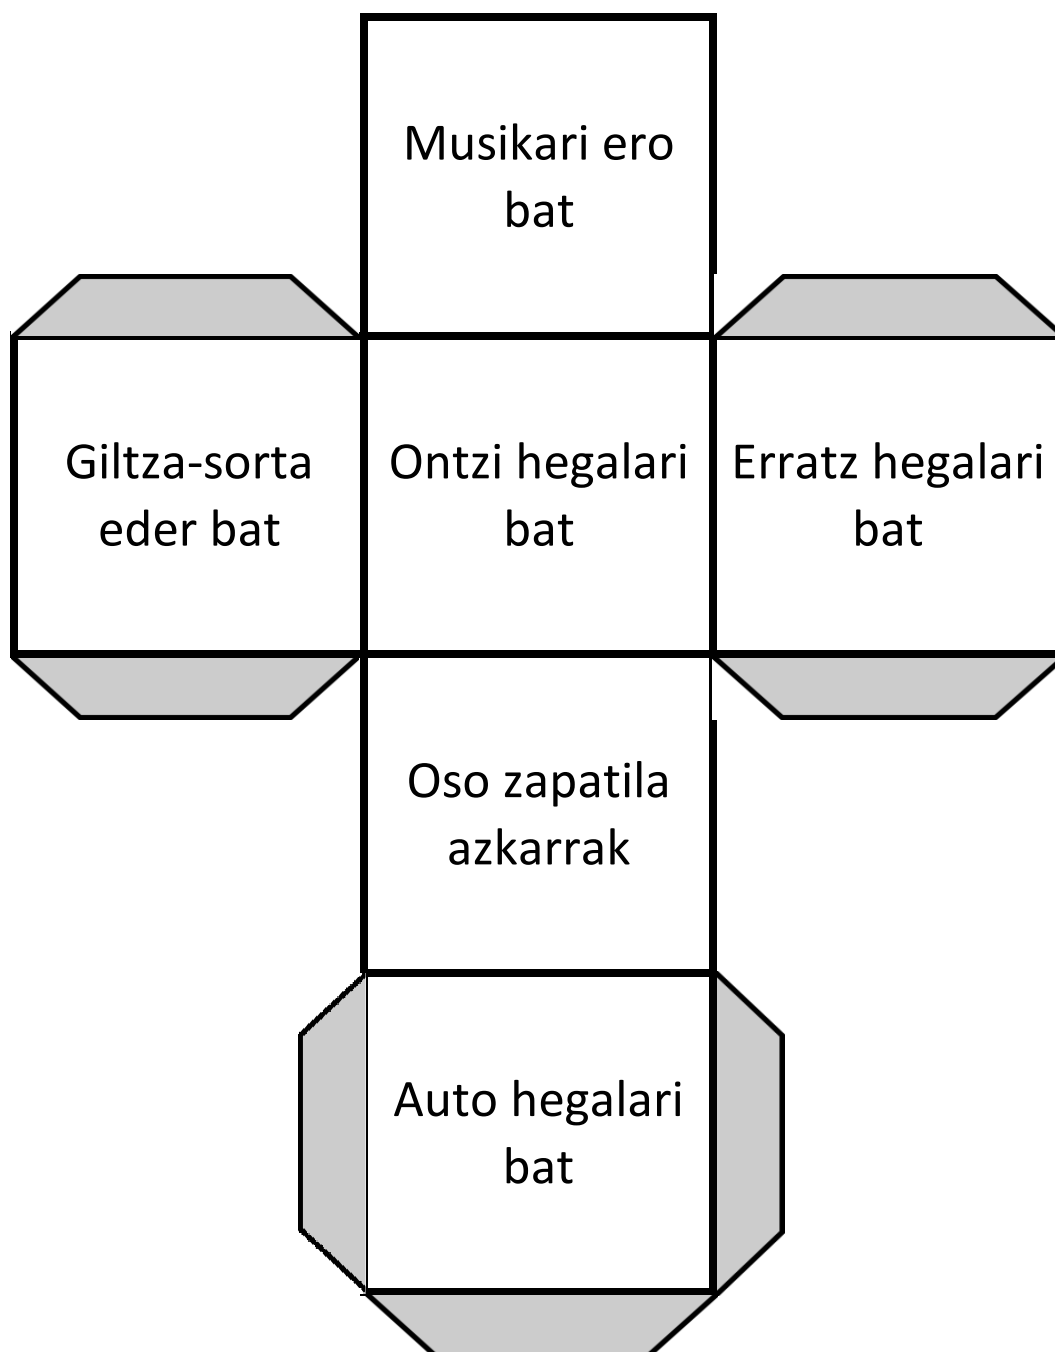 Musikari ero
bat
Giltza-sorta
eder bat
Ontzi hegalari
bat
Erratz hegalari
bat
Oso zapatila
azkarrak
Auto hegalari
bat